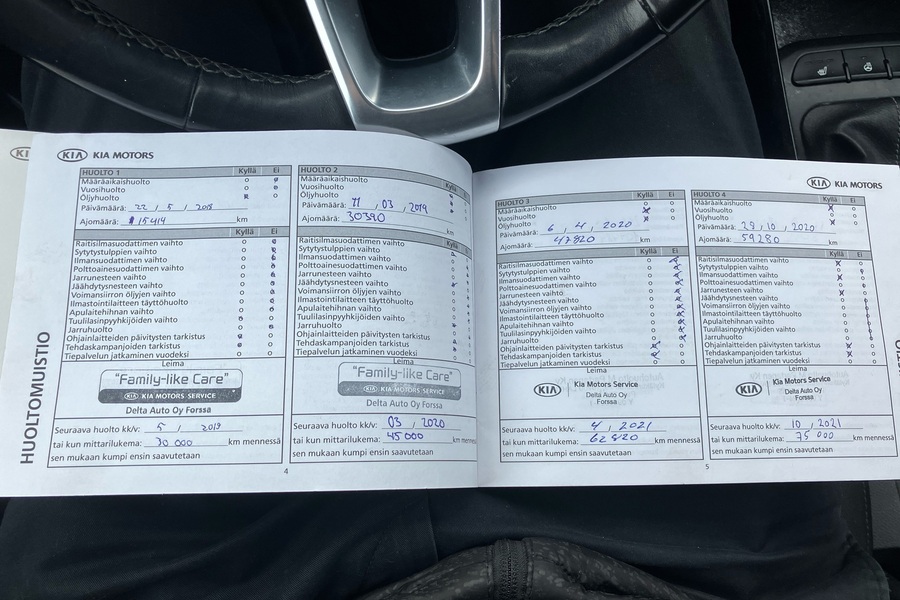 KIA
KIA MOTORS
HUOLTOMUISTIO
HUOLTO 1 Kyllä Ei
Määräaikaishuolto
Vuosihuolto
Öljyhuolto
Päivämäärä: 22 , 5 , 2018
Ajomäärä: 15414 km
Raitisilmasuodattimen vaihto
Sytytystulppien vaihto
Ilmansuodattimen vaihto
Polttoainesuodattimen vaihto
Jarrunesteen vaihto
Jäähdytysnesteen vaihto
Voimansiirron öljyjen vaihto
Ilmastointilaitteen täyttöhuolto
Apulaitehihnan vaihto
Tuulilasinpyyhkijöiden vaihto
Jarruhuolto
Ohjainlaitteiden päivitysten tarkistus
Tehdaskampanjoiden tarkistus
Tiepalvelun jatkaminen vuodeksi
Leima
"Family-like Care"
KIA MOTORS SERVICE
Delta Auto Oy Forssa
Seuraava huolto kk/v: 5 , 2019
tai kun mittarilukema: 30 000 km mennessä
sen mukaan kumpi ensin saavutetaan
4
HUOLTO 2 Kyllä
Määräaikaishuolto
Vuosihuolto
Öljyhuolto
Päivämäärä: 11 , 03 , 2019
Ajomäärä: 30390 km
Raitisilmasuodattimen vaihto Kyllä
Sytytystulppien vaihto
Ilmansuodattimen vaihto
Polttoainesuodattimen vaihto
Jarrunesteen vaihto
Jäähdytysnesteen vaihto
Voimansiirron öljyjen vaihto
Ilmastointilaitteen täyttöhuolto
Apulaitehihnan vaihto
Tuulilasinpyyhkijöiden vaihto
Jarruhuolto
Ohjainlaitteiden päivitysten tarkistus
Tehdaskampanjoiden tarkistus
Tiepalvelun jatkaminen vuodeksi
Leima
"Family-like Care"
KIA MOTORS SERVICE
Delta Auto Oy Forssa
Seuraava huolto kk/v: 03 , 2020
tai kun mittarilukema: 45 000 km mennessä
sen mukaan kumpi ensin saavutetaan
KIA MOTORS
HUOLTO 3 Kyllä Ei
Määräaikaishuolto
Vuosihuolto
Öljyhuolto
Päivämäärä: 6 , 4 , 2020
Ajomäärä: 47820 km
Kyllä Ei
Raitisilmasuodattimen vaihto
Sytytystulppien vaihto
Ilmansuodattimen vaihto
Polttoainesuodattimen vaihto
Jarrunesteen vaihto
Jäähdytysnesteen vaihto
Voimansiirron öljyjen vaihto
Ilmastointilaitteen täyttöhuolto
Apulaitehihnan vaihto
Tuulilasinpyyhkijöiden vaihto
Jarruhuolto
Ohjainlaitteiden päivitysten tarkistus
Tehdaskampanjoiden tarkistus
Tiepalvelun jatkaminen vuodeksi
Leima
KIA Kia Motors Service
Delta Auto Oy
Forssa
Seuraava huolto kk/v: 4 , 2021
tai kun mittarilukema: 62820 km mennessä
sen mukaan kumpi ensin saavutetaan
5
HUOLTO 4 Kyllä Ei
Määräaikaishuolto
Vuosihuolto
Öljyhuolto
Päivämäärä: 28 , 10 , 2020
Ajomäärä: 59280 km
Kyllä Ei
Raitisilmasuodattimen vaihto
Sytytystulppien vaihto
Ilmansuodattimen vaihto
Polttoainesuodattimen vaihto
Jarrunesteen vaihto
Jäähdytysnesteen vaihto
Voimansiirron öljyjen vaihto
Ilmastointilaitteen täyttöhuolto
Apulaitehihnan vaihto
Tuulilasinpyyhkijöiden vaihto
Jarruhuolto
Ohjainlaitteiden päivitysten tarkistus
Tehdaskampanjoiden tarkistus
Tiepalvelun jatkaminen vuodeksi
Leima
KIA Kia Motors Service
Delta Auto Oy
Forssa
Seuraava huolto kk/v: 10 , 2021
tai kun mittarilukema: 75 000 km mennessä
sen mukaan kumpi ensin saavutetaan